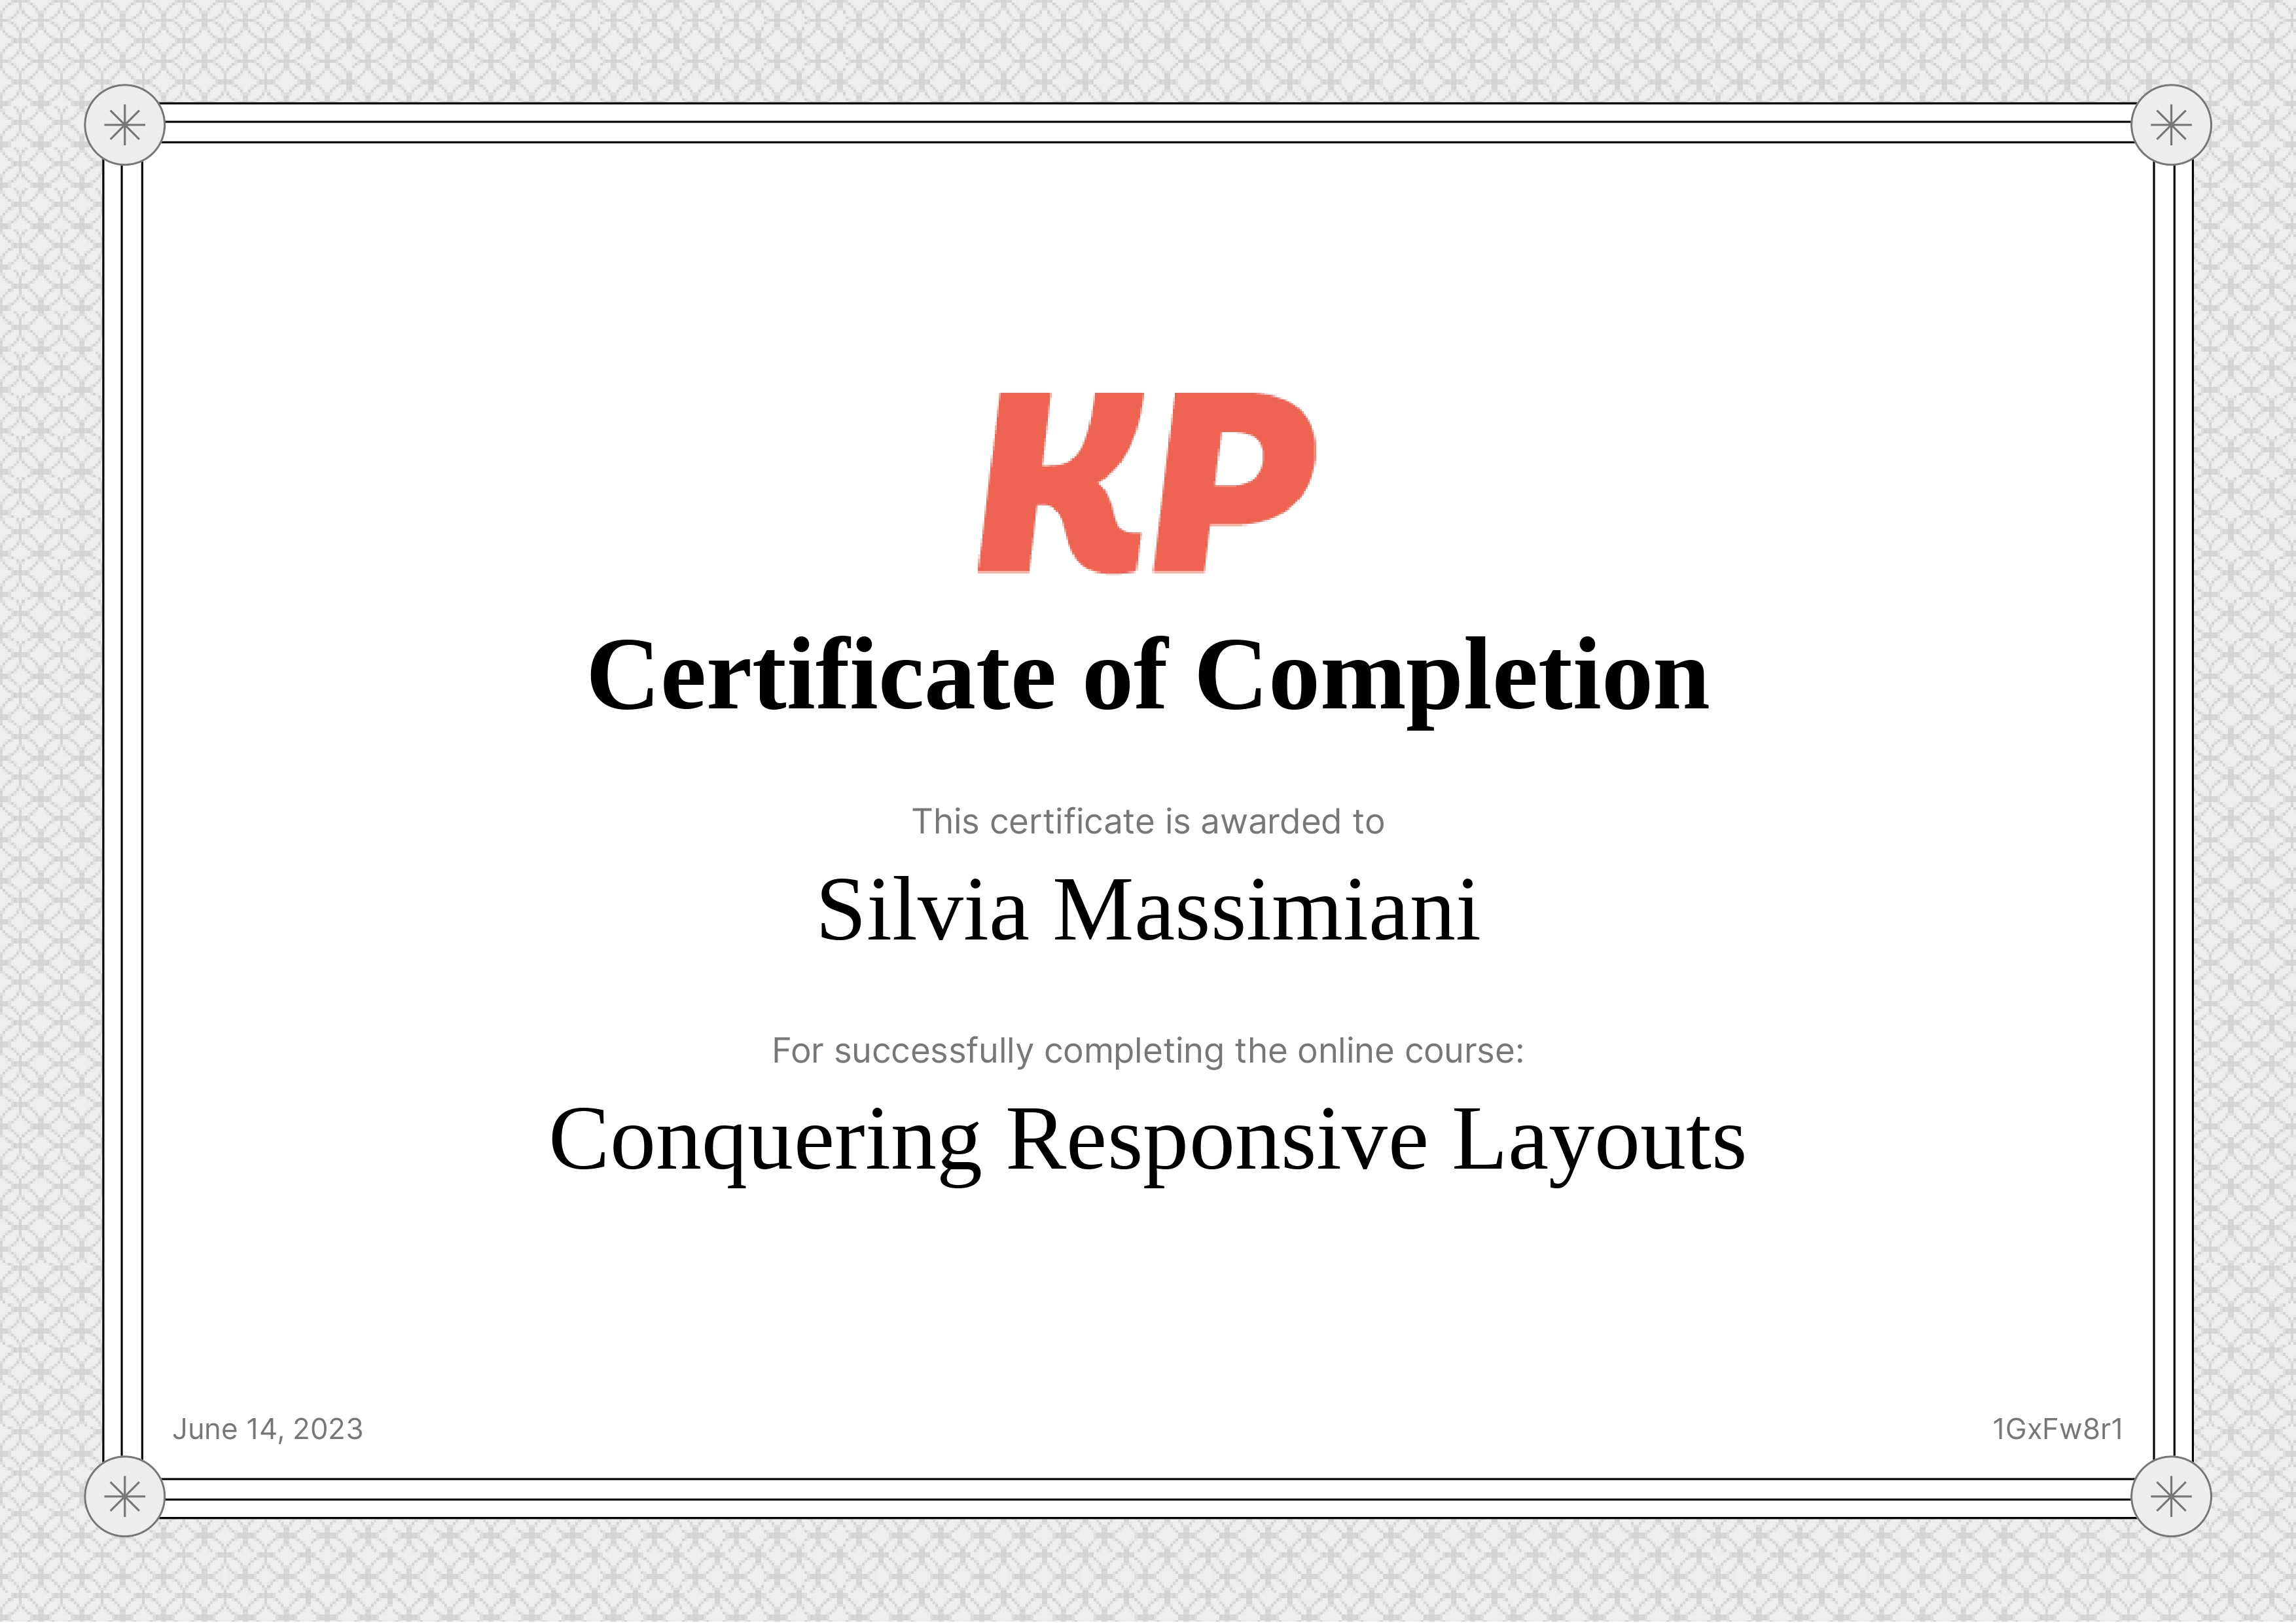 KP
Certificate of Completion
This certificate is awarded to
Silvia Massimiani
For successfully completing the online course:
Conquering Responsive Layouts
June 14, 2023
1GxFw8r1